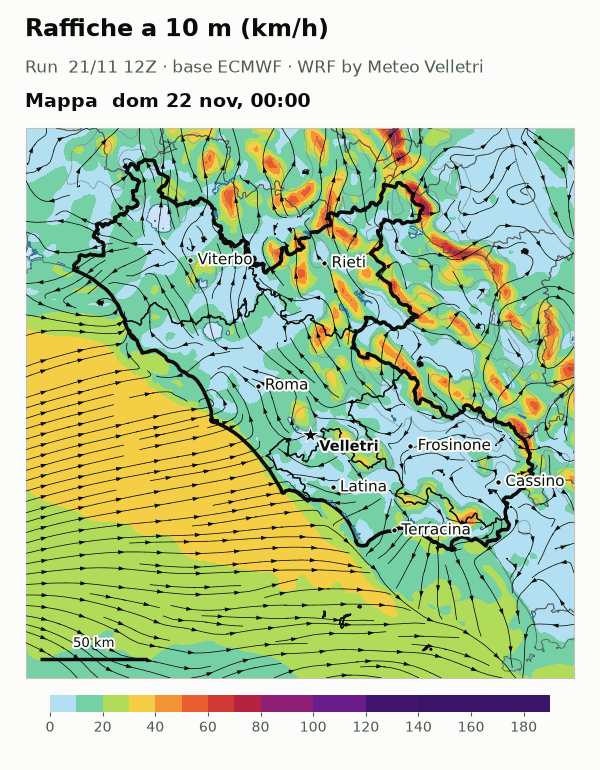 Raffiche a 10 m (km/h)
Run 21/11 12Z · base ECMWF · WRF by Meteo Velletri
Mappa dom 22 nov, 00:00
Viterbo
Rieti
Roma
Velletri
Frosinone
Cassino
Latina
Terracina
50 km
0 20 40 60 80 100 120 140 160 180